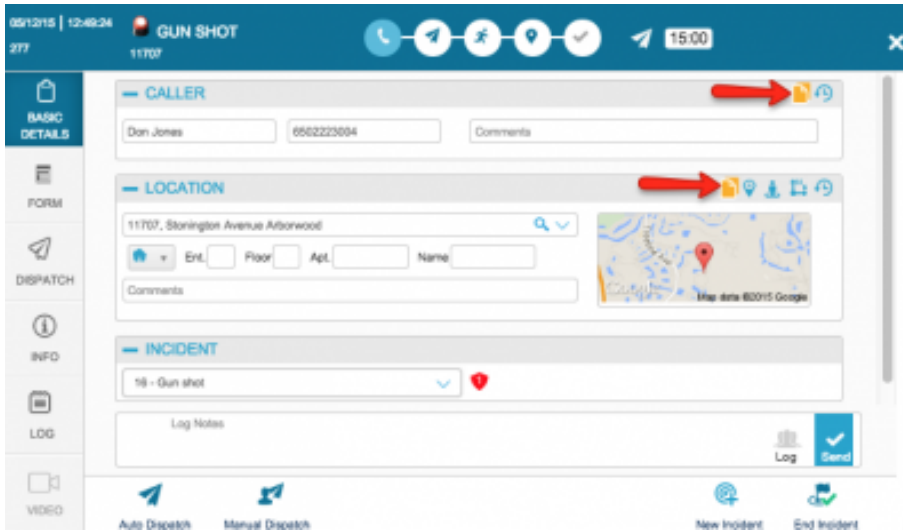 05/12/15 | 12:49:24
277
GUN SHOT
11707
15:00
BASIC DETAILS
FORM
DISPATCH
INFO
LOG
VIDEO
CALLER
Don Jones 6502223004 Comments
LOCATION
11707, Stonington Avenue Arborwood
Ent. Floor Apt. Name
Comments
Google
Map data ©2015 Google
INCIDENT
16 - Gun shot
1
Log Notes
Log Send
Auto Dispatch Manual Dispatch New Incident End Incident